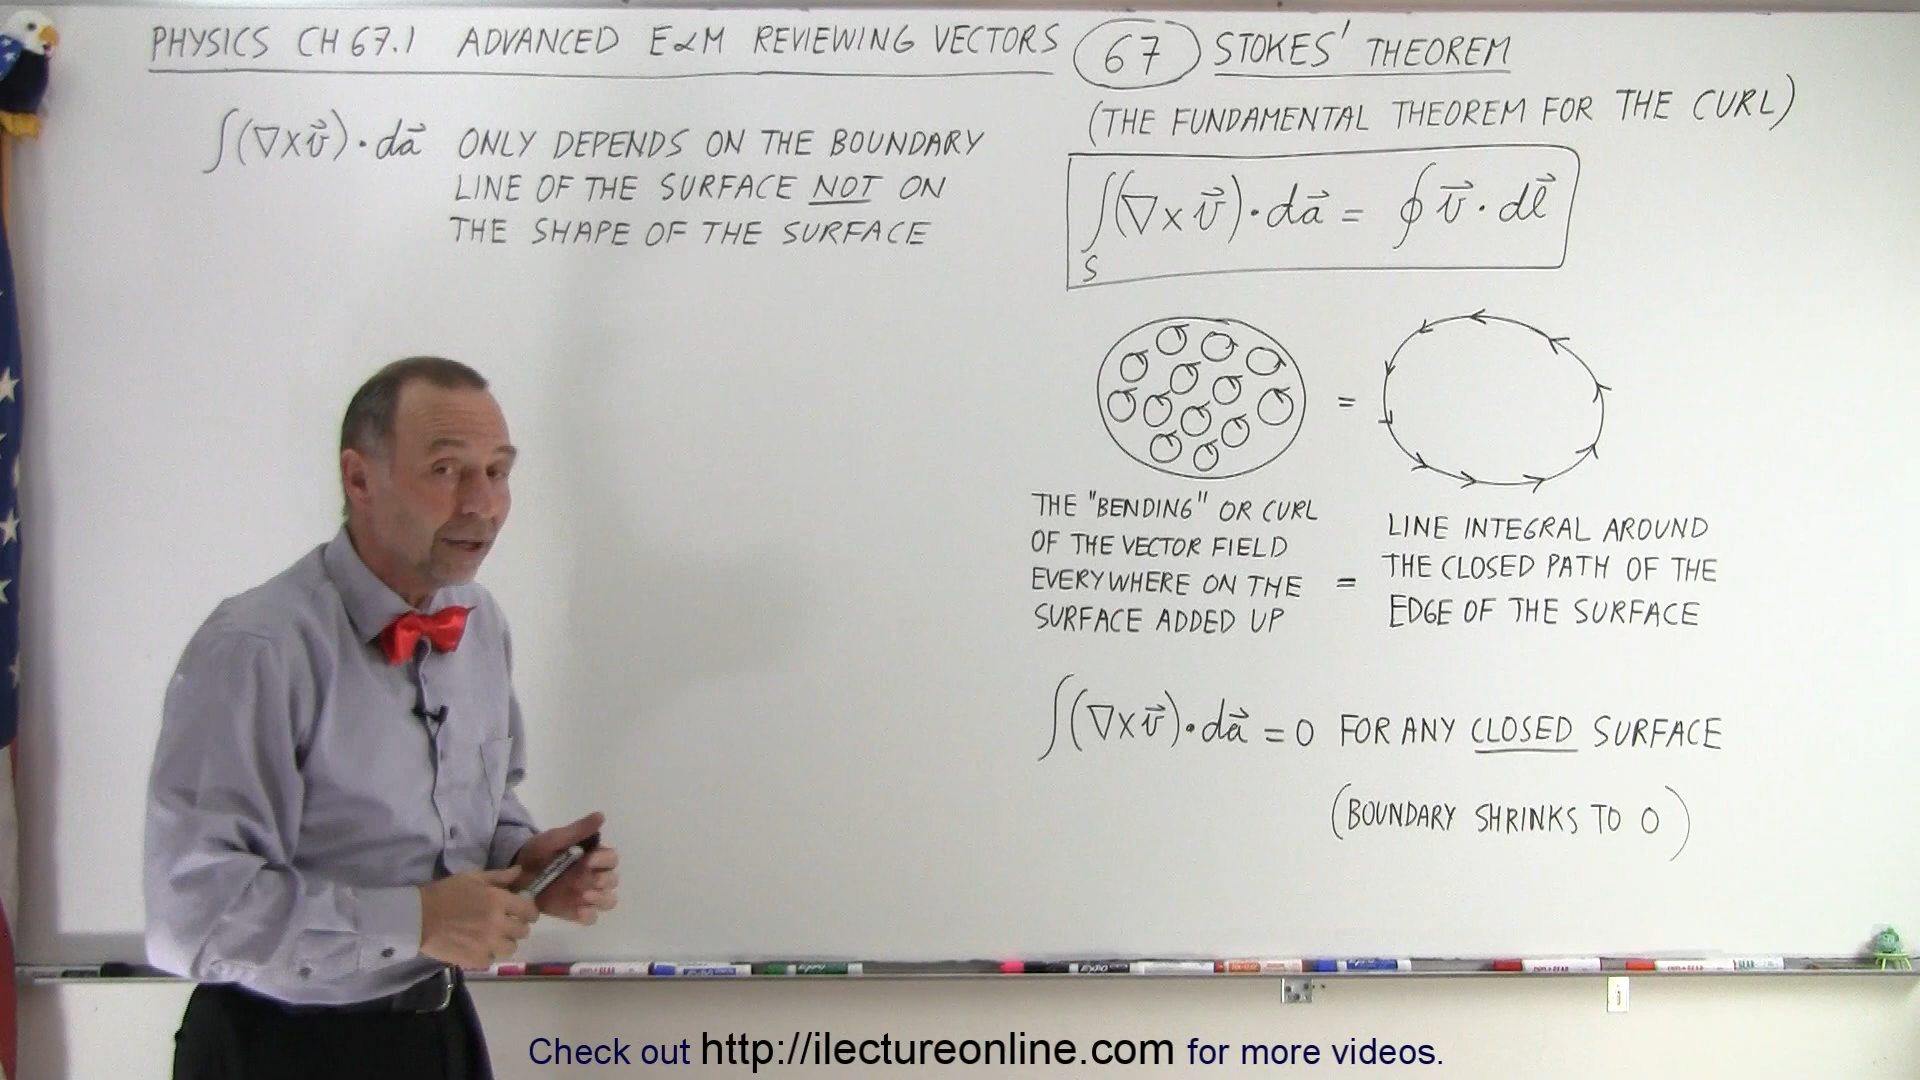 PHYSICS CH 67.1 ADVANCED E&M REVIEWING VECTORS 67 STOKES' THEOREM
(THE FUNDAMENTAL THEOREM FOR THE CURL)
∫(∇×v⃗)·da⃗ ONLY DEPENDS ON THE BOUNDARY
LINE OF THE SURFACE NOT ON
THE SHAPE OF THE SURFACE
∫(∇×v⃗)·da⃗ = ∮v⃗·dl⃗
S
=
THE "BENDING" OR CURL
OF THE VECTOR FIELD
EVERYWHERE ON THE
SURFACE ADDED UP
=
LINE INTEGRAL AROUND
THE CLOSED PATH OF THE
EDGE OF THE SURFACE
∫(∇×v⃗)·da⃗ = 0 FOR ANY CLOSED SURFACE
(BOUNDARY SHRINKS TO 0)
Check out http://ilectureonline.com for more videos.